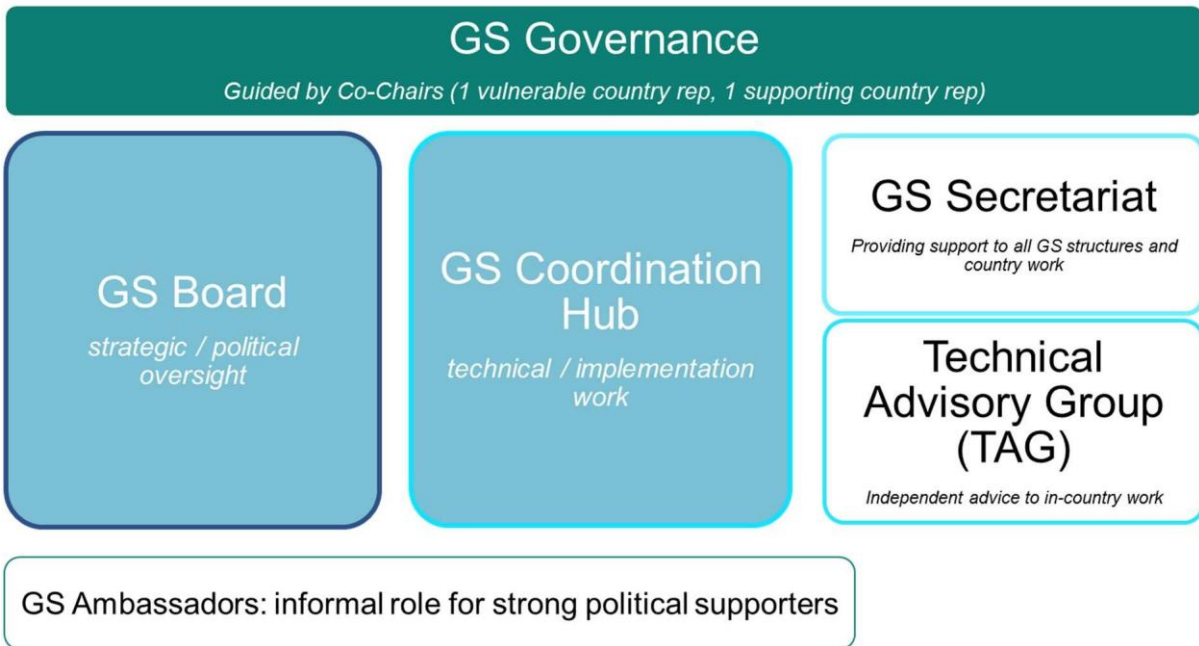 GS Governance
Guided by Co-Chairs (1 vulnerable country rep, 1 supporting country rep)
GS Board
strategic / political
oversight
GS Coordination
Hub
technical / implementation
work
GS Secretariat
Providing support to all GS structures and
country work
Technical
Advisory Group
(TAG)
Independent advice to in-country work
GS Ambassadors: informal role for strong political supporters